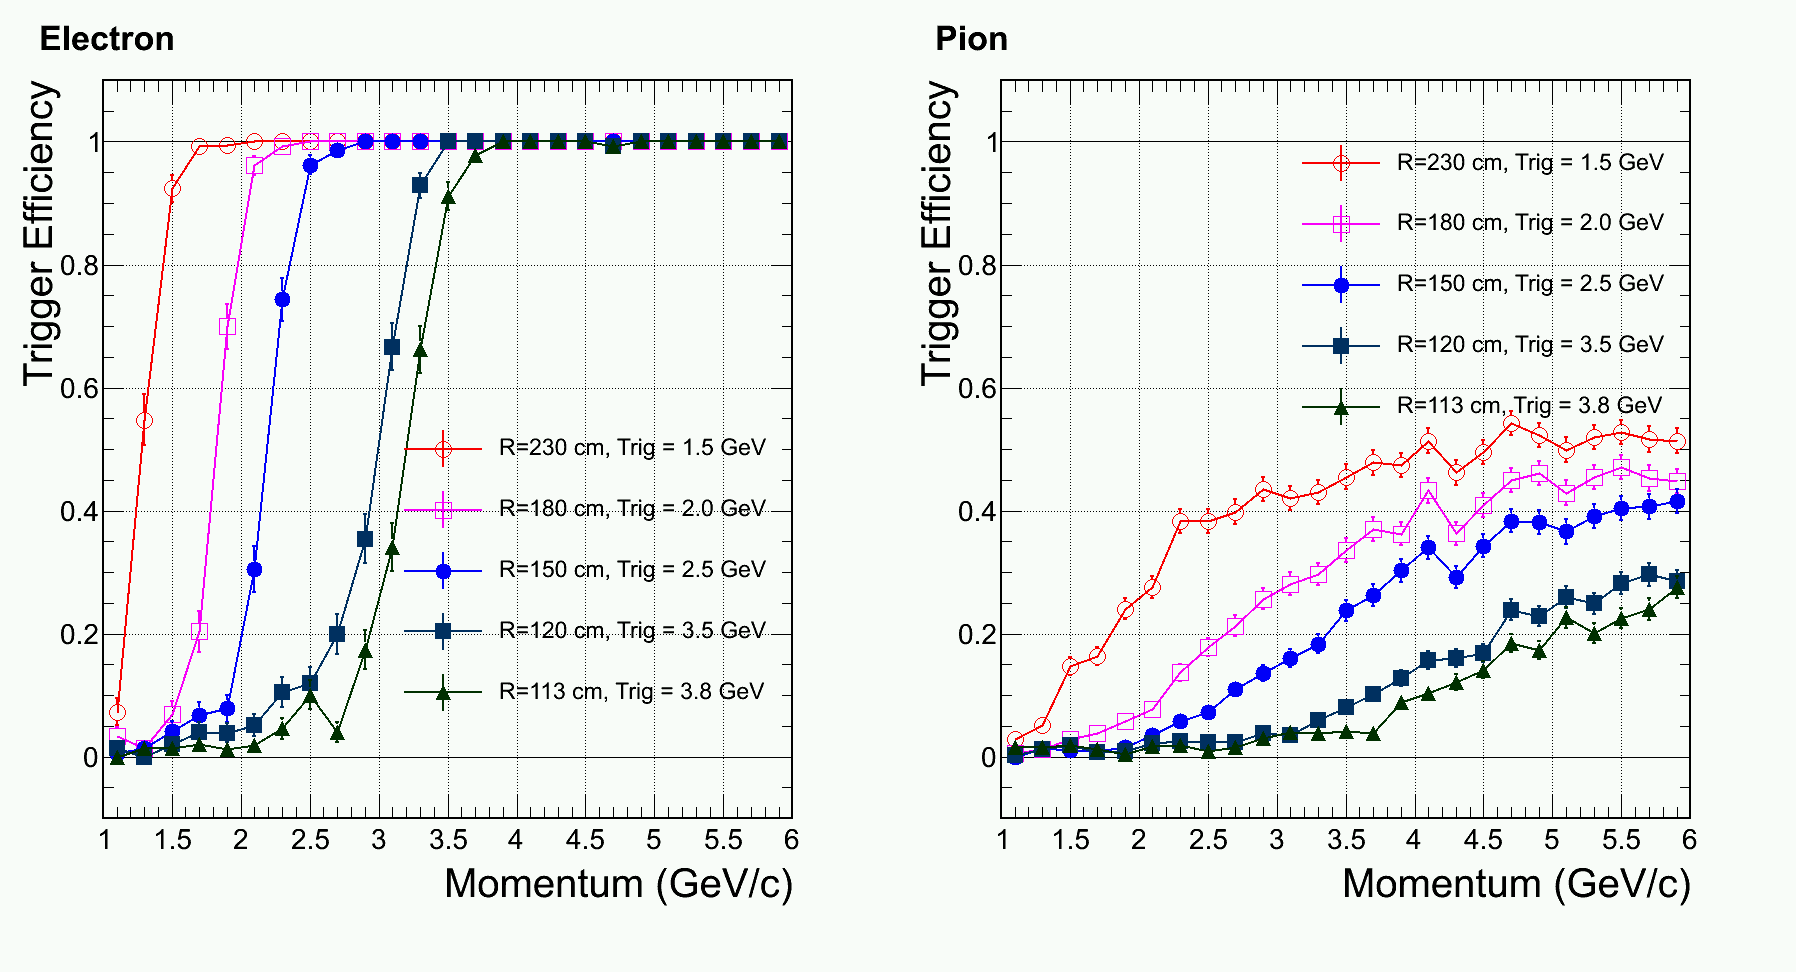 Electron
Trigger Efficiency
1
0.8
0.6
0.4
0.2
0
R=230 cm, Trig = 1.5 GeV
R=180 cm, Trig = 2.0 GeV
R=150 cm, Trig = 2.5 GeV
R=120 cm, Trig = 3.5 GeV
R=113 cm, Trig = 3.8 GeV
1 1.5 2 2.5 3 3.5 4 4.5 5 5.5 6
Momentum (GeV/c)
Pion
Trigger Efficiency
1
0.8
0.6
0.4
0.2
0
R=230 cm, Trig = 1.5 GeV
R=180 cm, Trig = 2.0 GeV
R=150 cm, Trig = 2.5 GeV
R=120 cm, Trig = 3.5 GeV
R=113 cm, Trig = 3.8 GeV
1 1.5 2 2.5 3 3.5 4 4.5 5 5.5 6
Momentum (GeV/c)